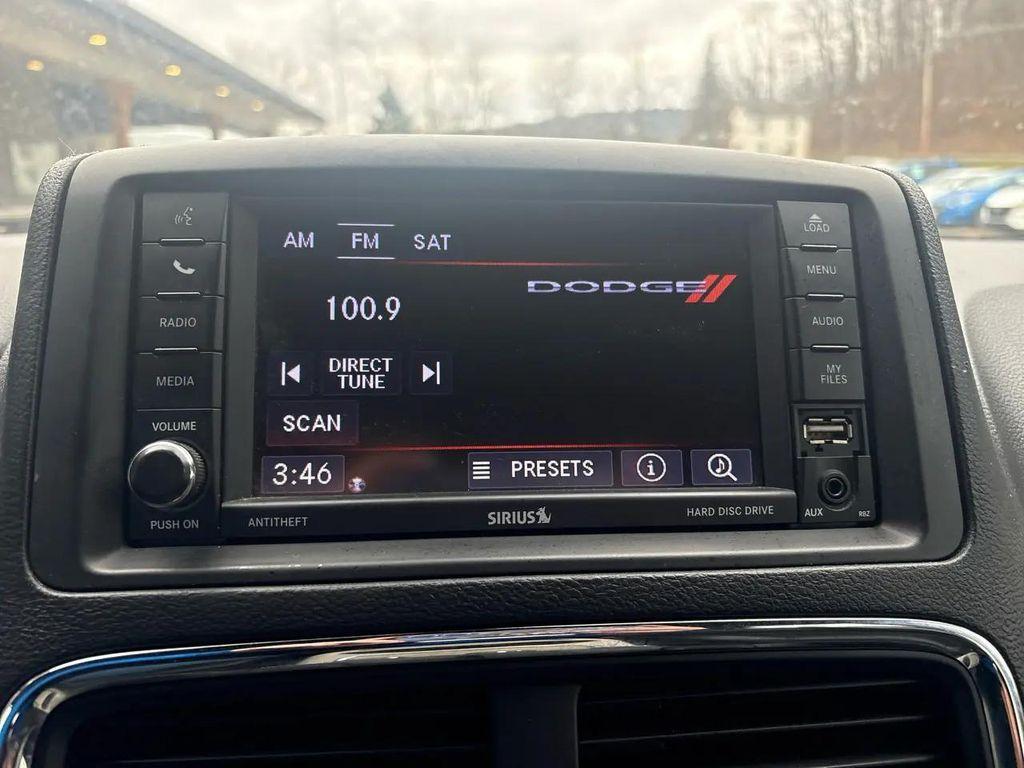 AM FM SAT
DODGE
100.9
DIRECT
TUNE
SCAN
3:46
PRESETS
RADIO
MEDIA
VOLUME
PUSH ON
ANTITHEFT
SIRIUS
HARD DISC DRIVE
LOAD
MENU
AUDIO
MY
FILES
AUX
RBZ